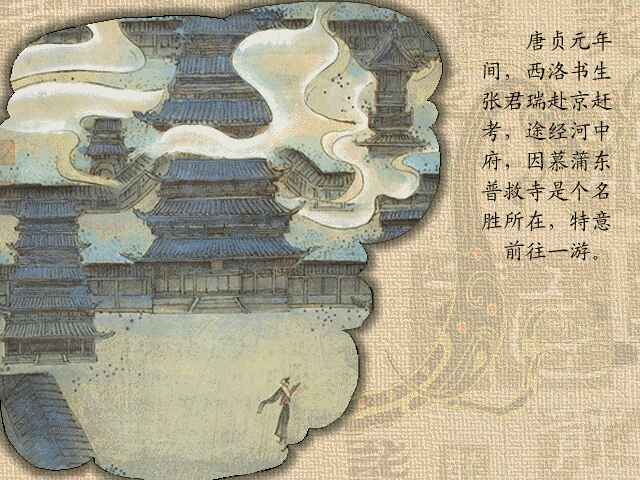 唐贞元年
间，西洛书生
张君瑞赴京赶
考，途经河中
府，因慕蒲东
普救寺是个名
胜所在，特意
前往一游。